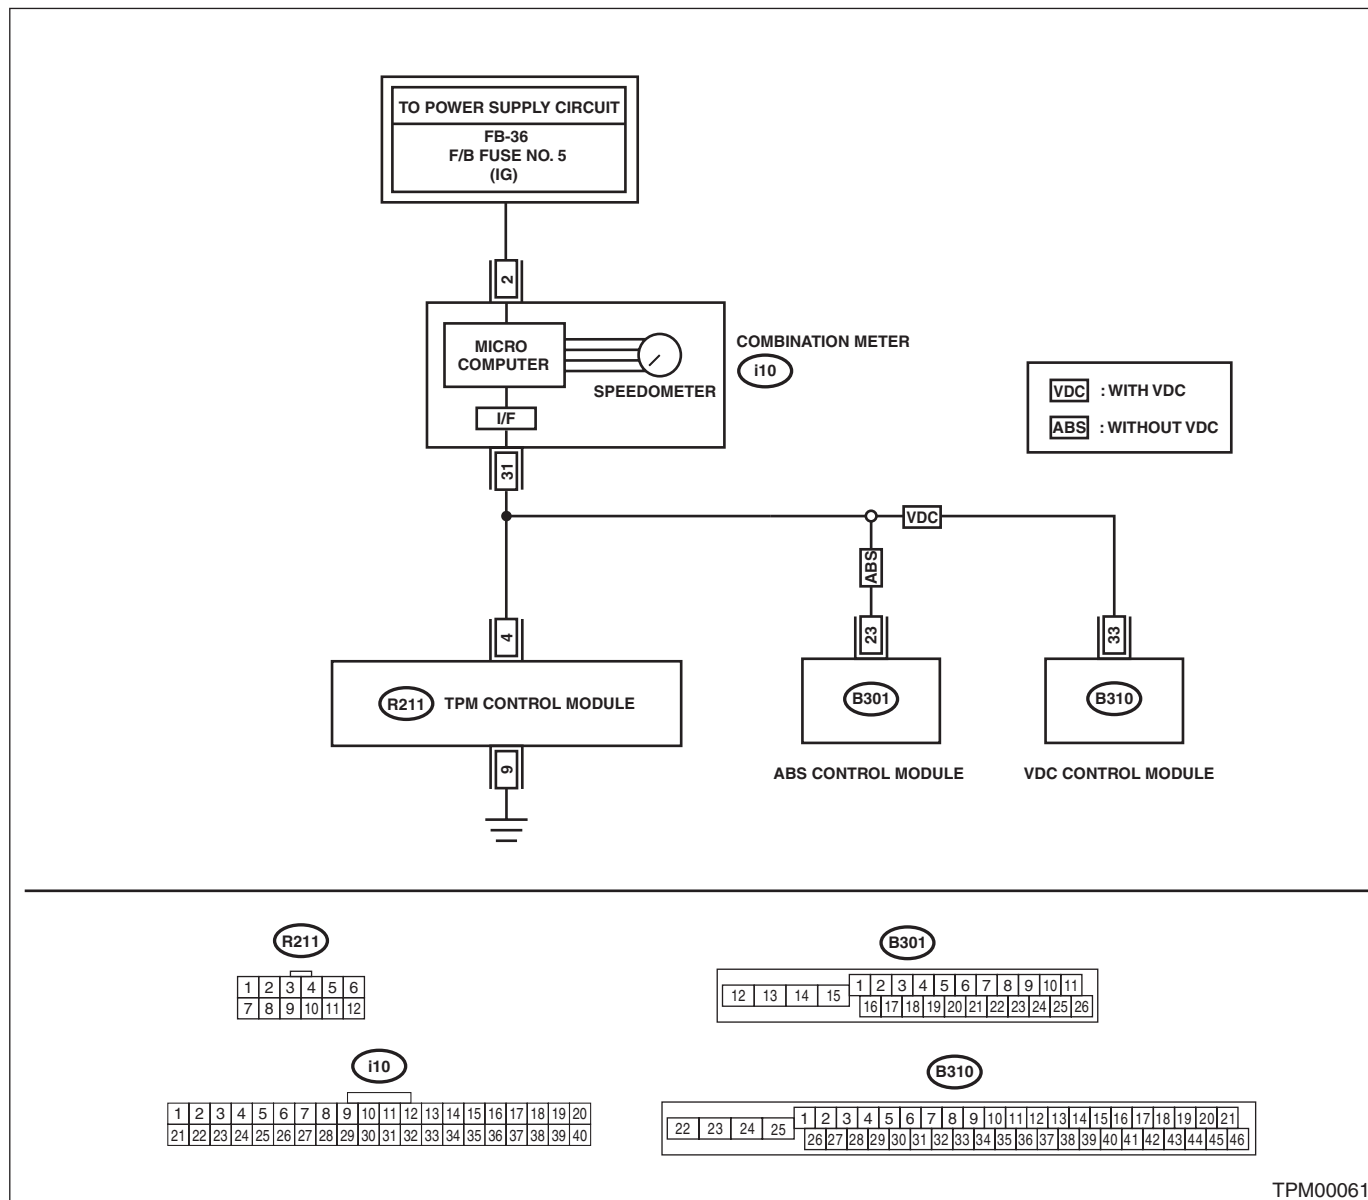 TO POWER SUPPLY CIRCUIT
FB-36
F/B FUSE NO. 5
(IG)
2
MICRO
COMPUTER
SPEEDOMETER
I/F
COMBINATION METER
i10
31
VDC : WITH VDC
ABS : WITHOUT VDC
VDC
ABS
4
23
33
R211 TPM CONTROL MODULE
B301
B310
9
ABS CONTROL MODULE
VDC CONTROL MODULE
R211
1 2 3 4 5 6
7 8 9 10 11 12
B301
1 2 3 4 5 6 7 8 9 10 11
12 13 14 15
16 17 18 19 20 21 22 23 24 25 26
i10
1 2 3 4 5 6 7 8 9 10 11 12 13 14 15 16 17 18 19 20
21 22 23 24 25 26 27 28 29 30 31 32 33 34 35 36 37 38 39 40
B310
1 2 3 4 5 6 7 8 9 10 11 12 13 14 15 16 17 18 19 20 21
22 23 24 25
26 27 28 29 30 31 32 33 34 35 36 37 38 39 40 41 42 43 44 45 46
TPM00061